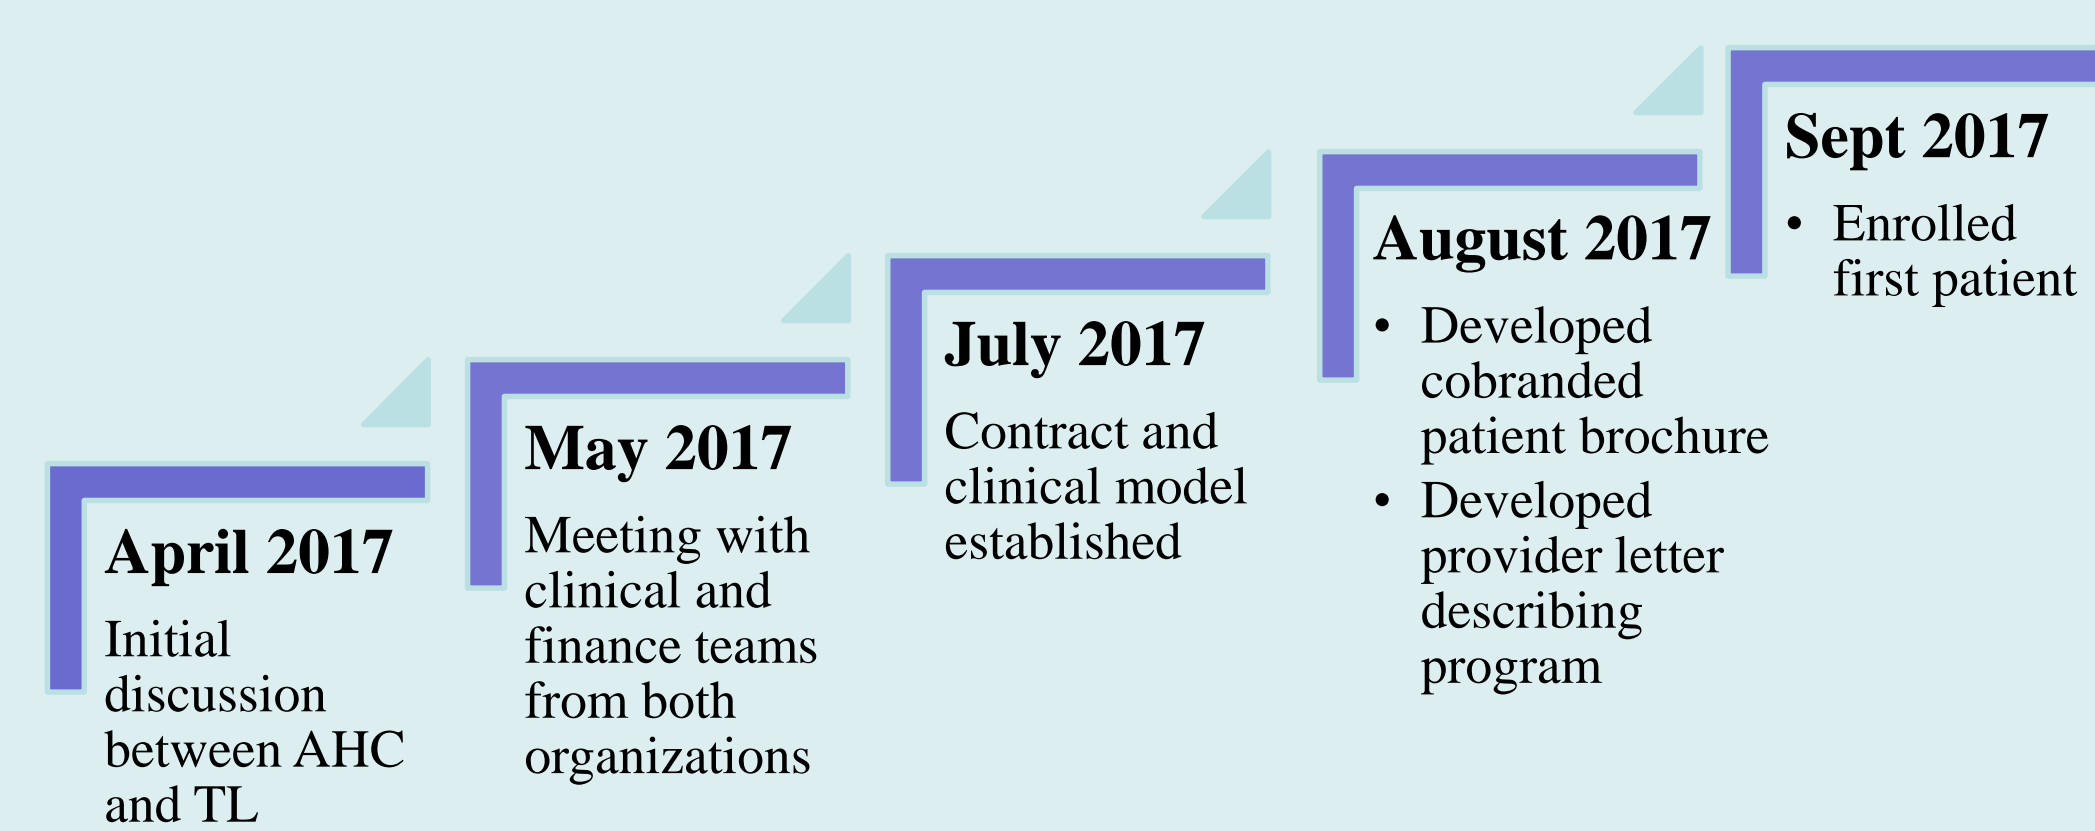 April 2017
Initial
discussion
between AHC
and TL
May 2017
Meeting with
clinical and
finance teams
from both
organizations
July 2017
Contract and
clinical model
established
August 2017
• Developed
cobranded
patient brochure
• Developed
provider letter
describing
program
Sept 2017
• Enrolled
first patient